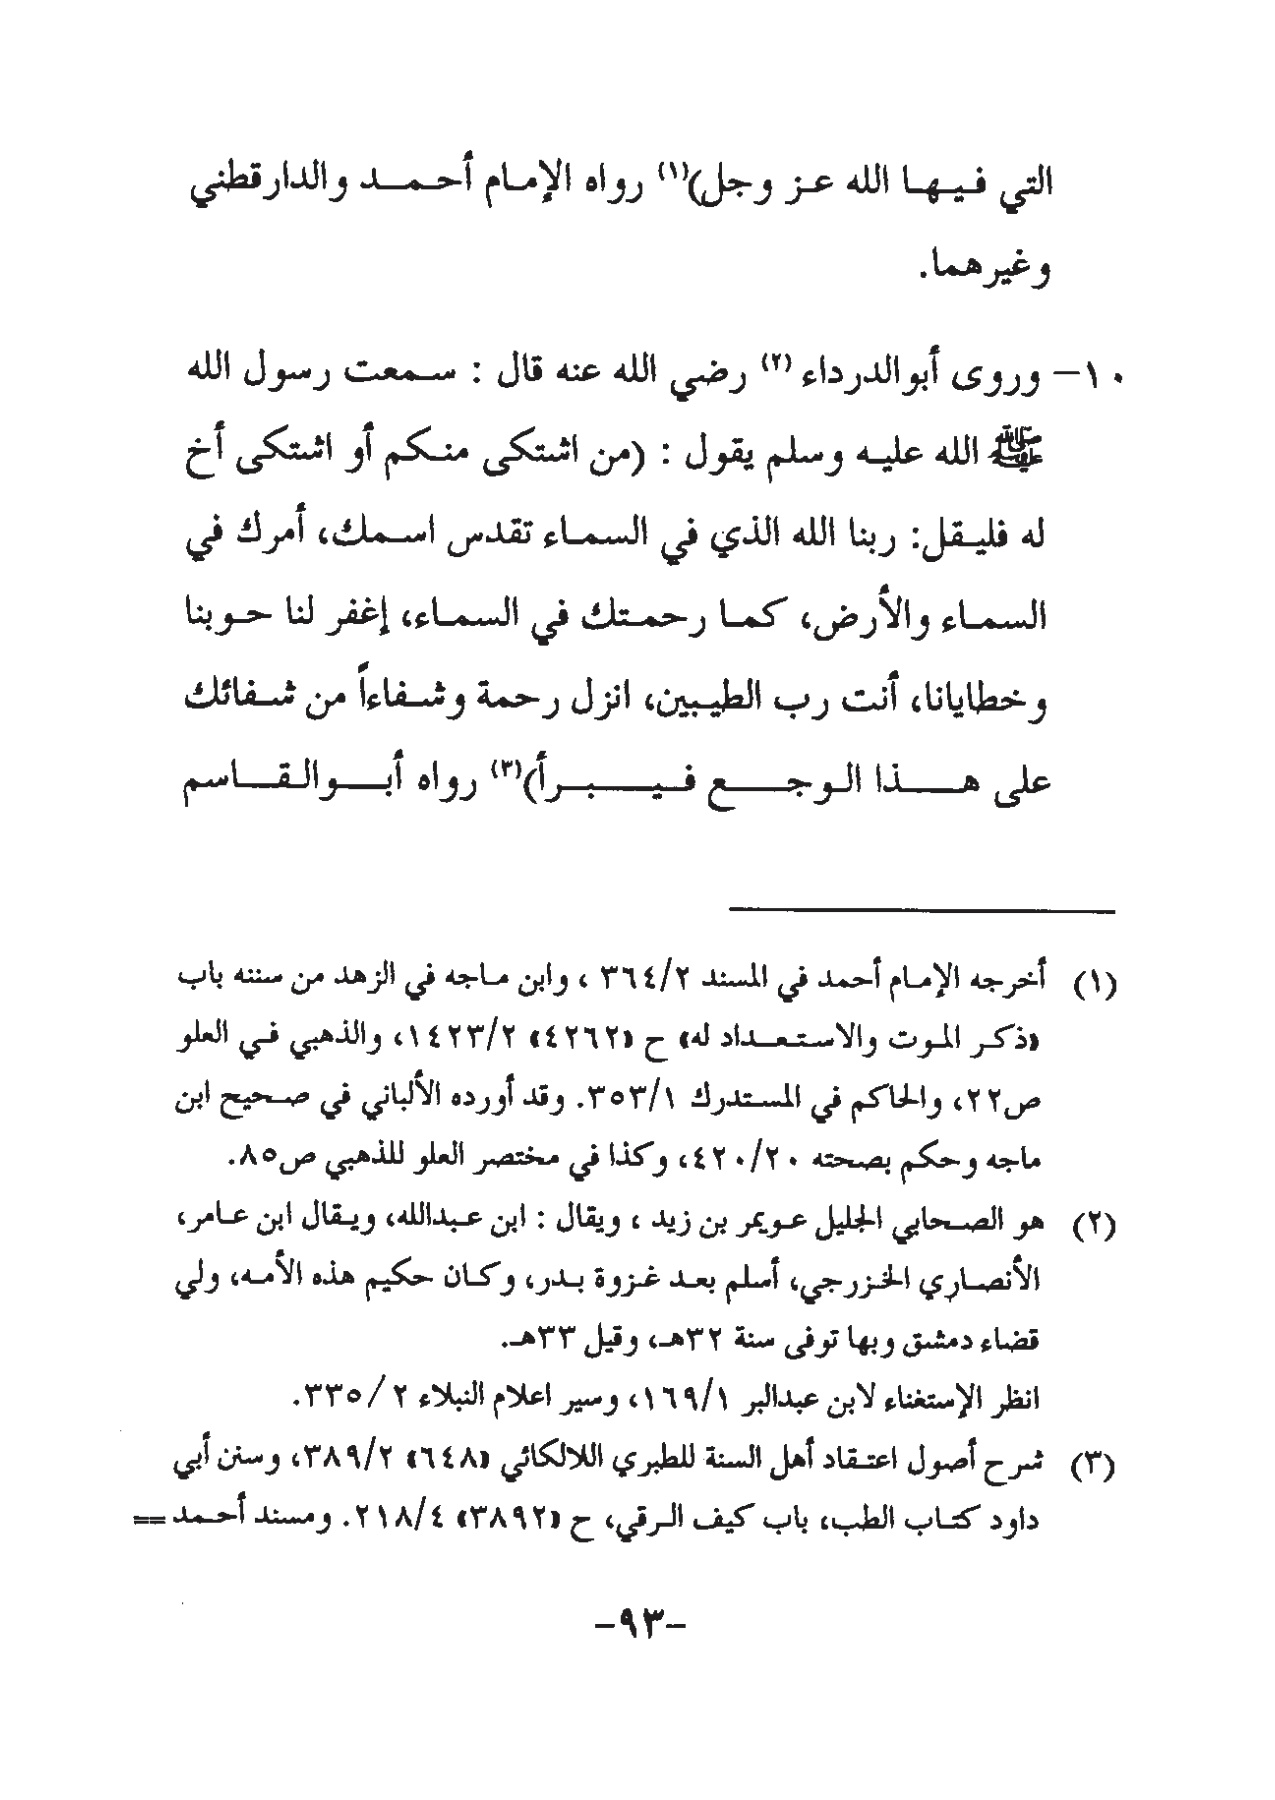 التي فيها الله عز وجل)(١) رواه الإمام أحمد والدارقطني
وغيرهما.
١٠- وروى أبوالدرداء (٢) رضي الله عنه قال : سمعت رسول الله
ﷺ الله عليه وسلم يقول : (من اشتكى منكم أو اشتكى أخ
له فليقل: ربنا الله الذي في السماء تقدس اسمك، أمرك في
السماء والأرض، كما رحمتك في السماء، إغفر لنا حوبنا
وخطايانا، أنت رب الطيبين، انزل رحمة وشفاءاً من شفائك
على هذا الوجع فيبرأ)(٣) رواه أبوالقاسم
(١) أخرجه الإمام أحمد في المسند ٣٦٤/٢ ، وابن ماجه في الزهد من سننه باب
«ذكر الموت والاستعداد له» ح «٤٢٦٢» ١٤٢٣/٢، والذهبي في العلو
ص٢٢، والحاكم في المستدرك ٣٥٣/١. وقد أورده الألباني في صحيح ابن
ماجه وحكم بصحته ٤٢٠/٢٠، وكذا في مختصر العلو للذهبي ص٨٥.
(٢) هو الصحابي الجليل عويمر بن زيد ، ويقال : ابن عبدالله، ويقال ابن عامر،
الأنصاري الخزرجي، أسلم بعد غزوة بدر، وكان حكيم هذه الأمه، ولي
قضاء دمشق وبها توفى سنة ٣٢هـ، وقيل ٣٣هـ.
انظر الإستغناء لابن عبدالبر ١٦٩/١، وسير اعلام النبلاء ٢ /٣٣٥.
(٣) شرح أصول اعتقاد أهل السنة للطبري اللالكائي «٦٤٨» ٣٨٩/٢، وسنن أبي
داود كتاب الطب، باب كيف الرقي، ح «٣٨٩٢» ٢١٨/٤. ومسند أحمد ==
-٩٣-